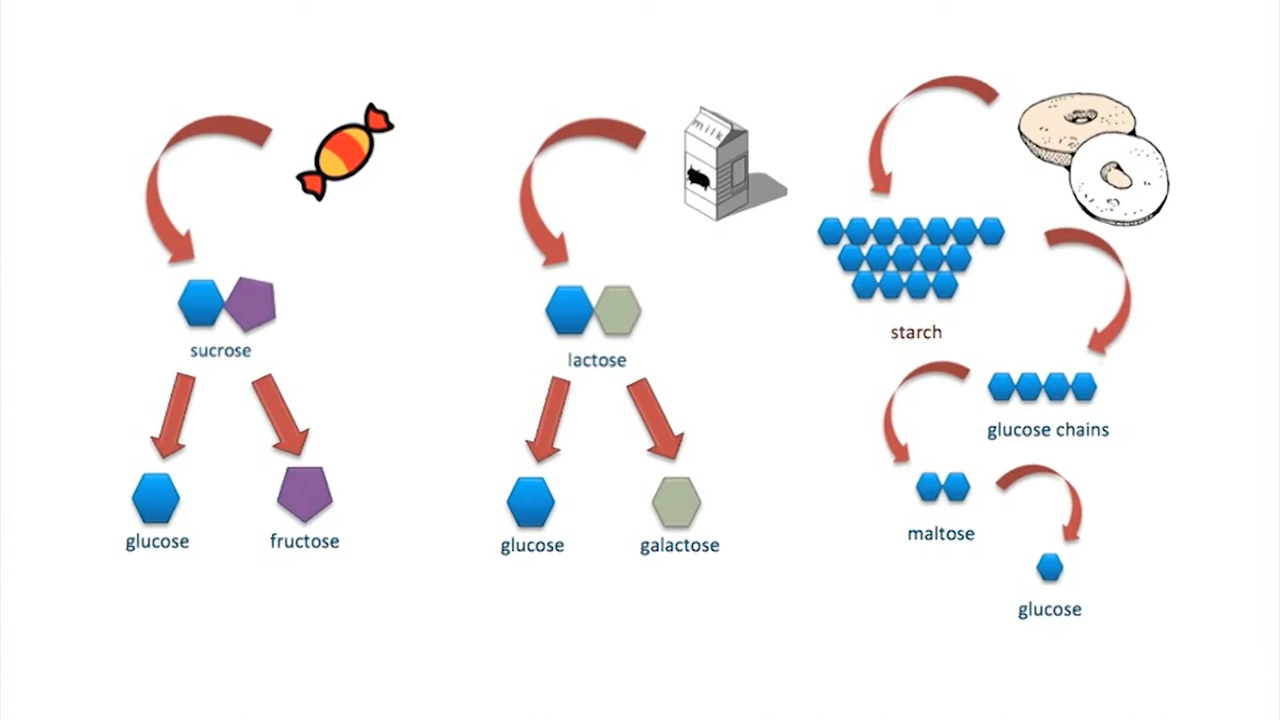 milk
sucrose
glucose
fructose
lactose
glucose
galactose
starch
glucose chains
maltose
glucose